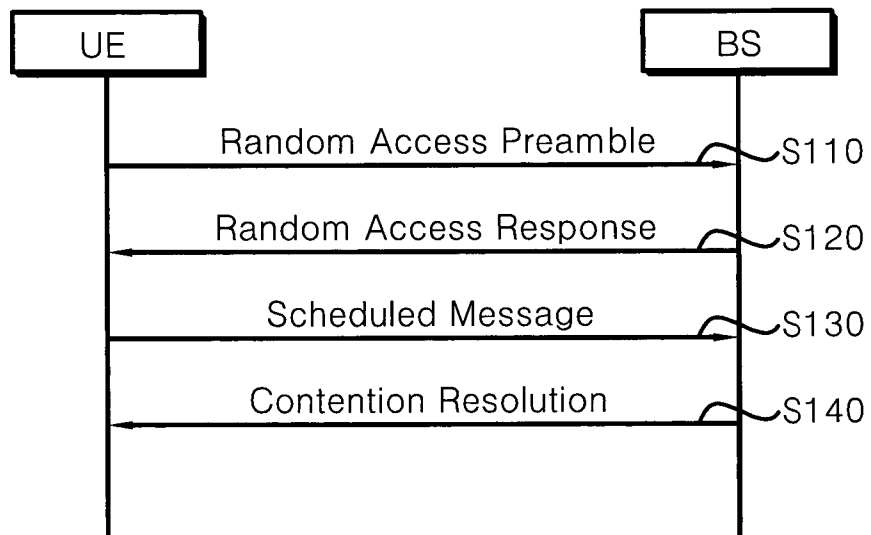 UE
BS
Random Access Preamble
S110
Random Access Response
S120
Scheduled Message
S130
Contention Resolution
S140